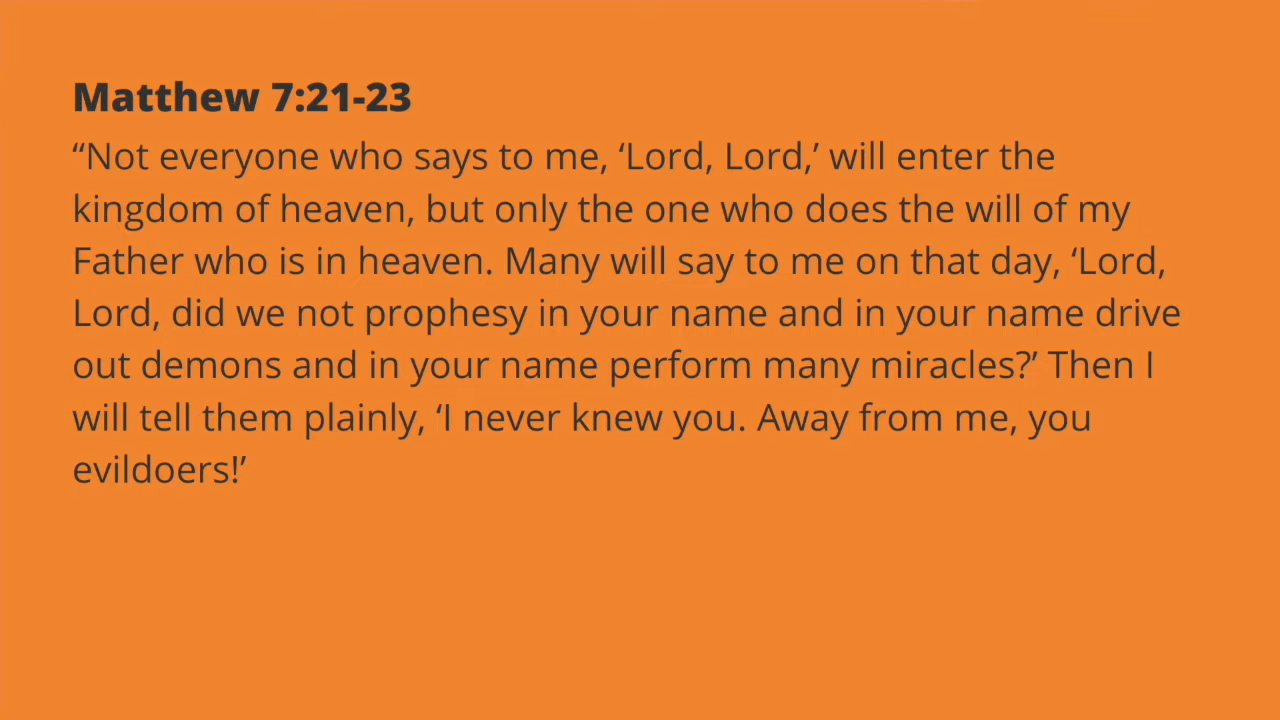 Matthew 7:21-23
“Not everyone who says to me, ‘Lord, Lord,’ will enter the
kingdom of heaven, but only the one who does the will of my
Father who is in heaven. Many will say to me on that day, ‘Lord,
Lord, did we not prophesy in your name and in your name drive
out demons and in your name perform many miracles?’ Then I
will tell them plainly, ‘I never knew you. Away from me, you
evildoers!’